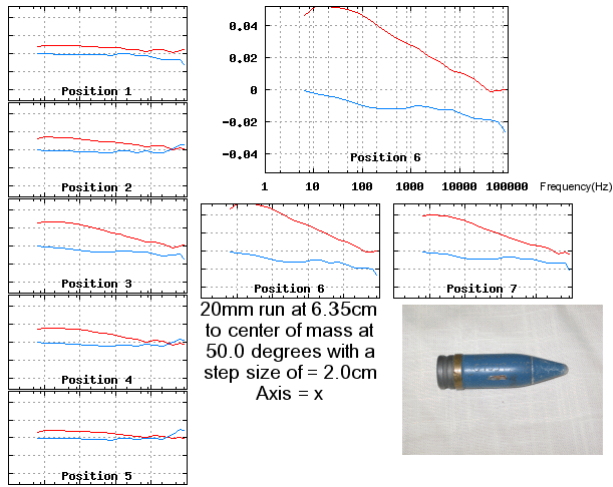 Position 1
Position 2
Position 3
Position 4
Position 5
0.04
0.02
0
-0.02
-0.04
Position 6
1 10 100 1000 10000 100000 Frequency(Hz)
Position 6
Position 7
20mm run at 6.35cm
to center of mass at
50.0 degrees with a
step size of = 2.0cm
Axis = x